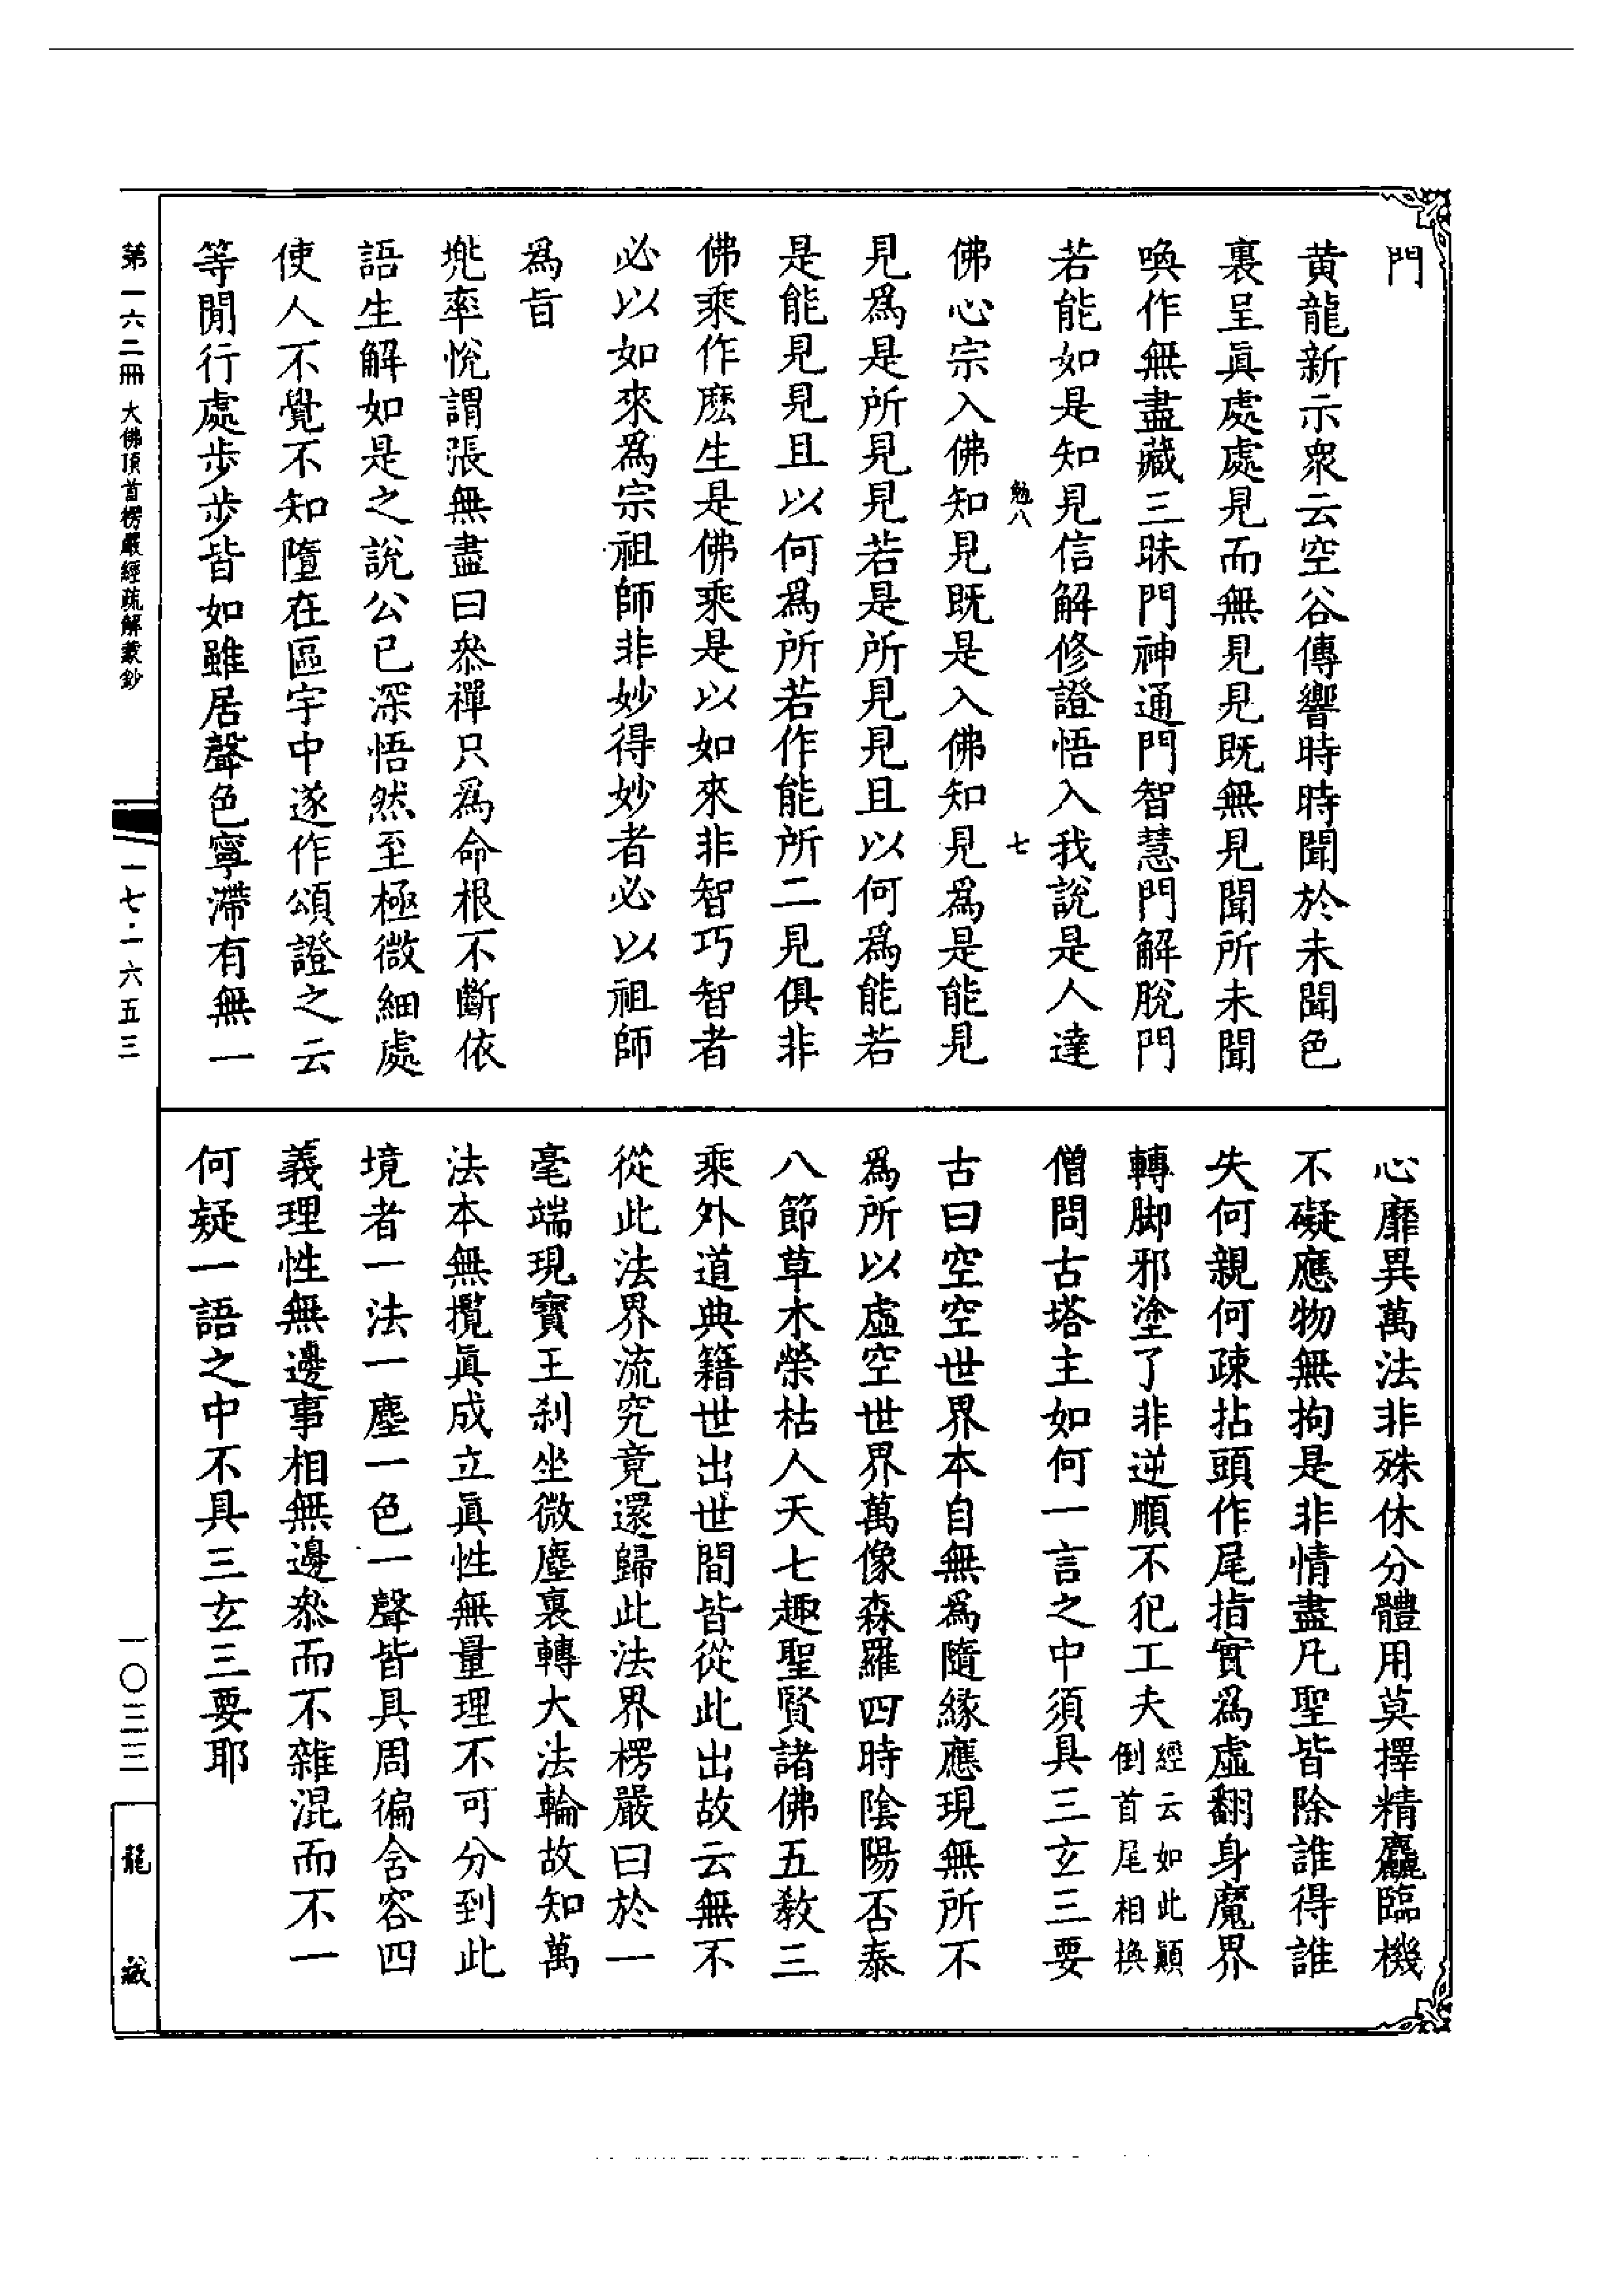 門
黃龍新示衆云空谷傳響時時聞於未聞色
裏呈眞處處見而無見見既無見聞所未聞
喚作無盡藏三昧門神通門智慧門解脫門
若能如是知見信解修證悟入我說是人達
勉八 七
佛心宗入佛知見既是入佛知見爲是能見
見爲是所見見若是所見見且以何爲能若
是能見見且以何爲所若作能所二見俱非
佛乘作麽生是佛乘是以如來非智巧智者
必以如來爲宗祖師非妙得妙者必以祖師
爲旨
兠率悅謂張無盡曰叅禪只爲命根不斷依
語生解如是之說公已深悟然至極微細處
使人不覺不知墮在區宇中遂作頌證之云
等閒行處步步皆如雖居聲色寧滯有無一
心靡異萬法非殊休分體用莫擇精麤臨機
不礙應物無拘是非情盡凡聖皆除誰得誰
失何親何疎拈頭作尾指實爲虛翻身魔界
轉脚邪塗了非逆順不犯工夫 經云如此顚
倒首尾相換
僧問古塔主如何一言之中須具三玄三要
古曰空空世界本自無爲隨緣應現無所不
爲所以虛空世界萬像森羅四時陰陽否泰
八節草木榮枯人天七趣聖賢諸佛五教三
乘外道典籍世出世間皆從此出故云無不
從此法界流究竟還歸此法界楞嚴曰於一
毫端現寶王刹坐微塵裏轉大法輪故知萬
法本無攬眞成立眞性無量理不可分到此
境者一法一塵一色一聲皆具周徧含容四
義理性無邊事相無邊叅而不雜混而不一
何疑一語之中不具三玄三要耶
第一六二冊 大佛頂首楞嚴經疏解蒙鈔
一七·一六五三
一〇三三
龍藏